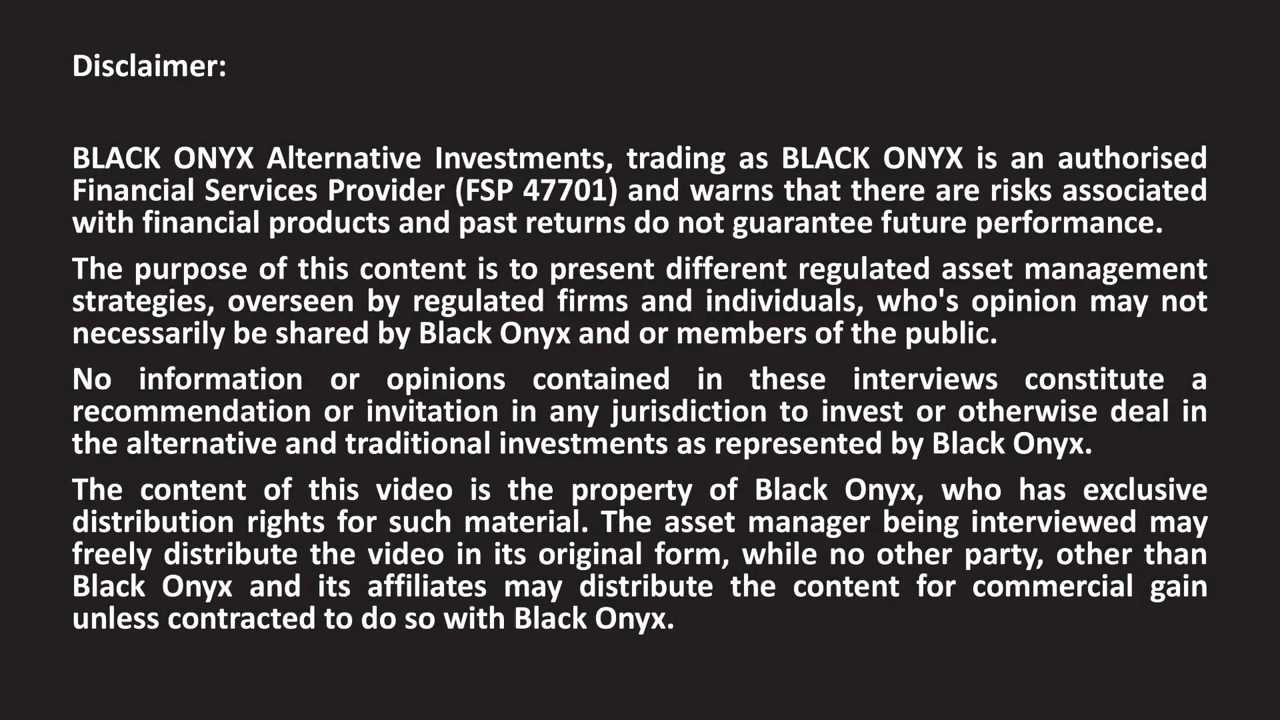 Disclaimer:
BLACK ONYX Alternative Investments, trading as BLACK ONYX is an authorised
Financial Services Provider (FSP 47701) and warns that there are risks associated
with financial products and past returns do not guarantee future performance.
The purpose of this content is to present different regulated asset management
strategies, overseen by regulated firms and individuals, who's opinion may not
necessarily be shared by Black Onyx and or members of the public.
No information or opinions contained in these interviews constitute a
recommendation or invitation in any jurisdiction to invest or otherwise deal in
the alternative and traditional investments as represented by Black Onyx.
The content of this video is the property of Black Onyx, who has exclusive
distribution rights for such material. The asset manager being interviewed may
freely distribute the video in its original form, while no other party, other than
Black Onyx and its affiliates may distribute the content for commercial gain
unless contracted to do so with Black Onyx.